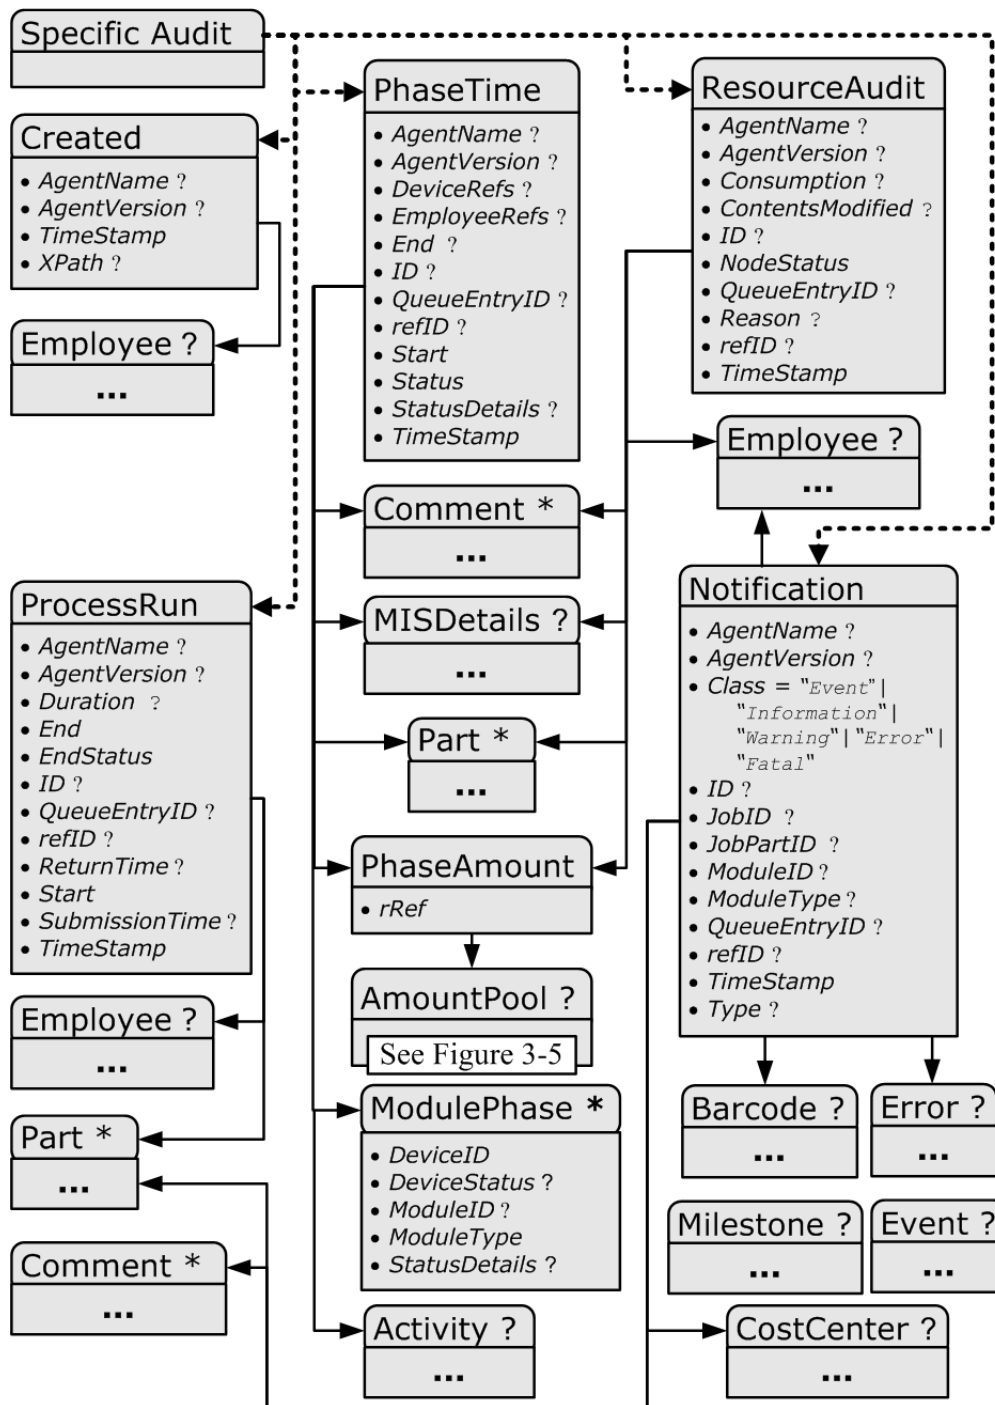 Specific Audit
Created
• AgentName ?
• AgentVersion ?
• TimeStamp
• XPath ?
Employee ?
...
ProcessRun
• AgentName ?
• AgentVersion ?
• Duration ?
• End
• EndStatus
• ID ?
• QueueEntryID ?
• refID ?
• ReturnTime ?
• Start
• SubmissionTime ?
• TimeStamp
Employee ?
...
Part *
...
Comment *
...
PhaseTime
• AgentName ?
• AgentVersion ?
• DeviceRefs ?
• EmployeeRefs ?
• End ?
• ID ?
• QueueEntryID ?
• refID ?
• Start
• Status
• StatusDetails ?
• TimeStamp
Comment *
...
MISDetails ?
...
Part *
...
PhaseAmount
• rRef
AmountPool ?
See Figure 3-5
ModulePhase *
• DeviceID
• DeviceStatus ?
• ModuleID ?
• ModuleType
• StatusDetails ?
Activity ?
...
ResourceAudit
• AgentName ?
• AgentVersion ?
• Consumption ?
• ContentsModified ?
• ID ?
• NodeStatus
• QueueEntryID ?
• Reason ?
• refID ?
• TimeStamp
Employee ?
...
Notification
• AgentName ?
• AgentVersion ?
• Class = "Event" |
"Information" |
"Warning" | "Error" |
"Fatal"
• ID ?
• JobID ?
• JobPartID ?
• ModuleID ?
• ModuleType ?
• QueueEntryID ?
• refID ?
• TimeStamp
• Type ?
Barcode ?
...
Error ?
...
Milestone ?
...
Event ?
...
CostCenter ?
...